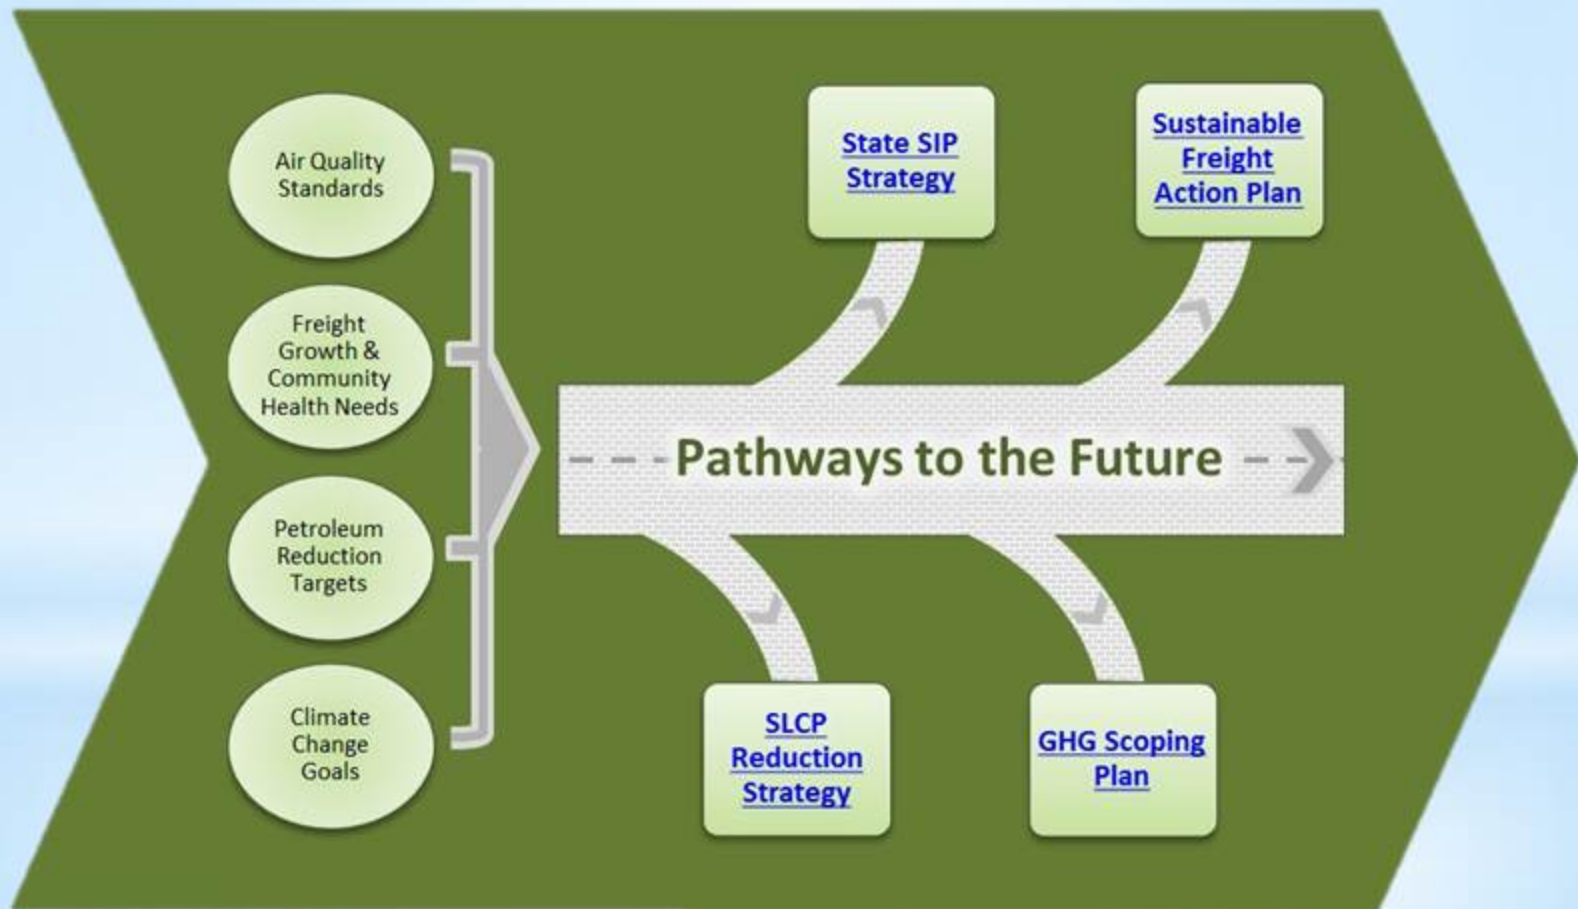 Air Quality
Standards
Freight
Growth &
Community
Health Needs
Petroleum
Reduction
Targets
Climate
Change
Goals
State SIP
Strategy
Sustainable
Freight
Action Plan
Pathways to the Future
SLCP
Reduction
Strategy
GHG Scoping
Plan